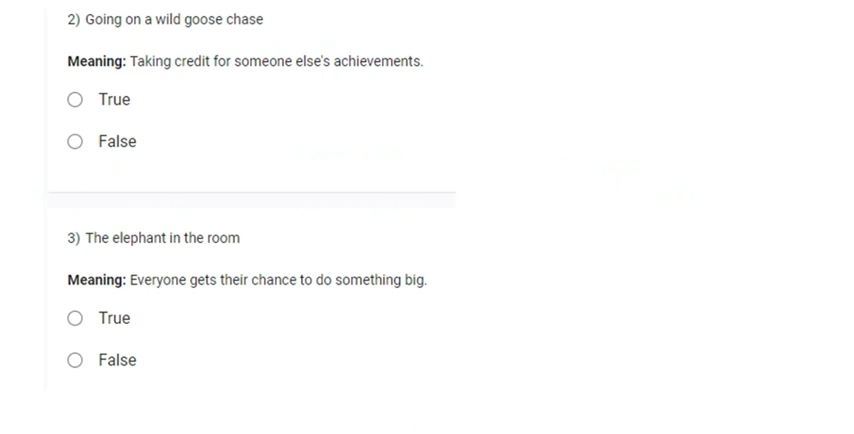 2) Going on a wild goose chase
Meaning: Taking credit for someone else's achievements.
True
False
3) The elephant in the room
Meaning: Everyone gets their chance to do something big.
True
False